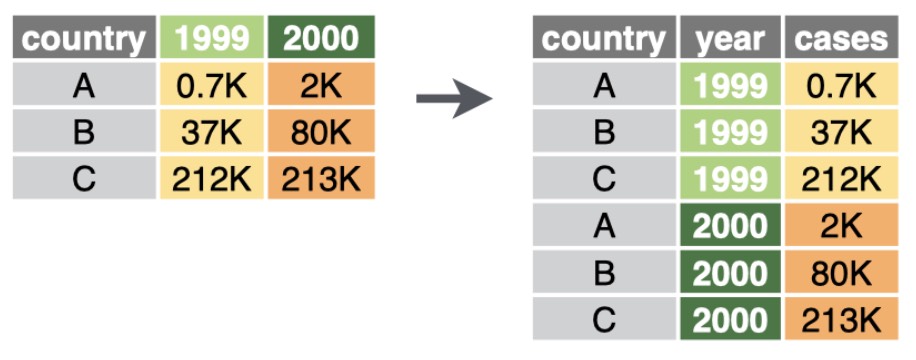 country 1999 2000
A 0.7K 2K
B 37K 80K
C 212K 213K
country year cases
A 1999 0.7K
B 1999 37K
C 1999 212K
A 2000 2K
B 2000 80K
C 2000 213K